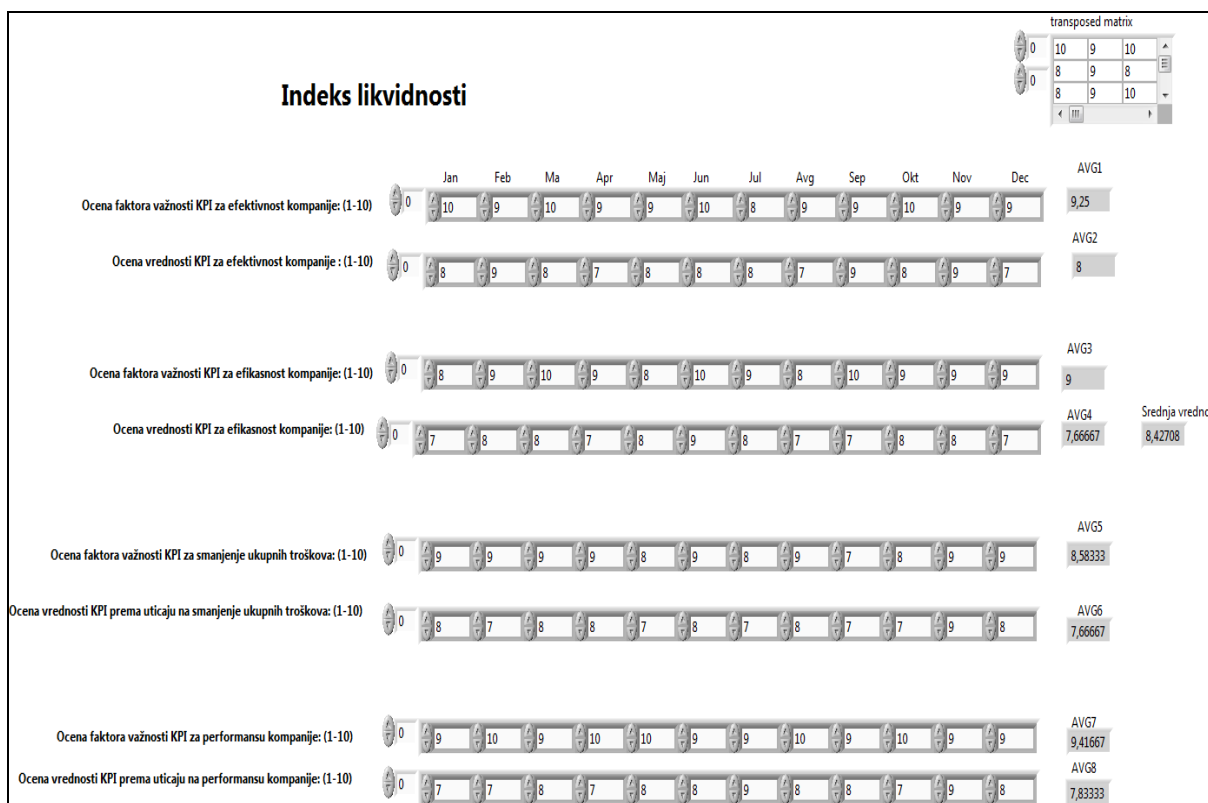 transposed matrix
0 10 9 10
0 8 9 8
8 9 10
Indeks likvidnosti
Jan Feb Ma Apr Maj Jun Jul Avg Sep Okt Nov Dec AVG1
Ocena faktora važnosti KPI za efektivnost kompanije: (1-10) 0 10 9 10 9 9 10 8 9 9 10 9 9 9,25
AVG2
Ocena vrednosti KPI za efektivnost kompanije : (1-10) 0 8 9 8 7 8 8 8 7 9 8 9 7 8
AVG3
Ocena faktora važnosti KPI za efikasnost kompanije: (1-10) 0 8 9 10 9 8 10 9 8 10 9 9 9 9
AVG4 Srednja vredno
Ocena vrednosti KPI za efikasnost kompanije: (1-10) 0 7 8 8 7 8 9 8 7 7 8 8 7 7,66667 8,42708
AVG5
Ocena faktora važnosti KPI za smanjenje ukupnih troškova: (1-10) 0 9 9 9 9 8 9 8 9 7 8 9 9 8,58333
AVG6
Ocena vrednosti KPI prema uticaju na smanjenje ukupnih troškova: (1-10) 0 8 7 8 8 7 8 7 8 7 7 9 8 7,66667
AVG7
Ocena faktora važnosti KPI za performansu kompanije: (1-10) 0 9 10 9 10 10 9 9 10 9 10 9 9 9,41667
AVG8
Ocena vrednosti KPI prema uticaju na performansu kompanije: (1-10) 0 7 7 8 7 8 8 9 8 8 7 9 8 7,83333